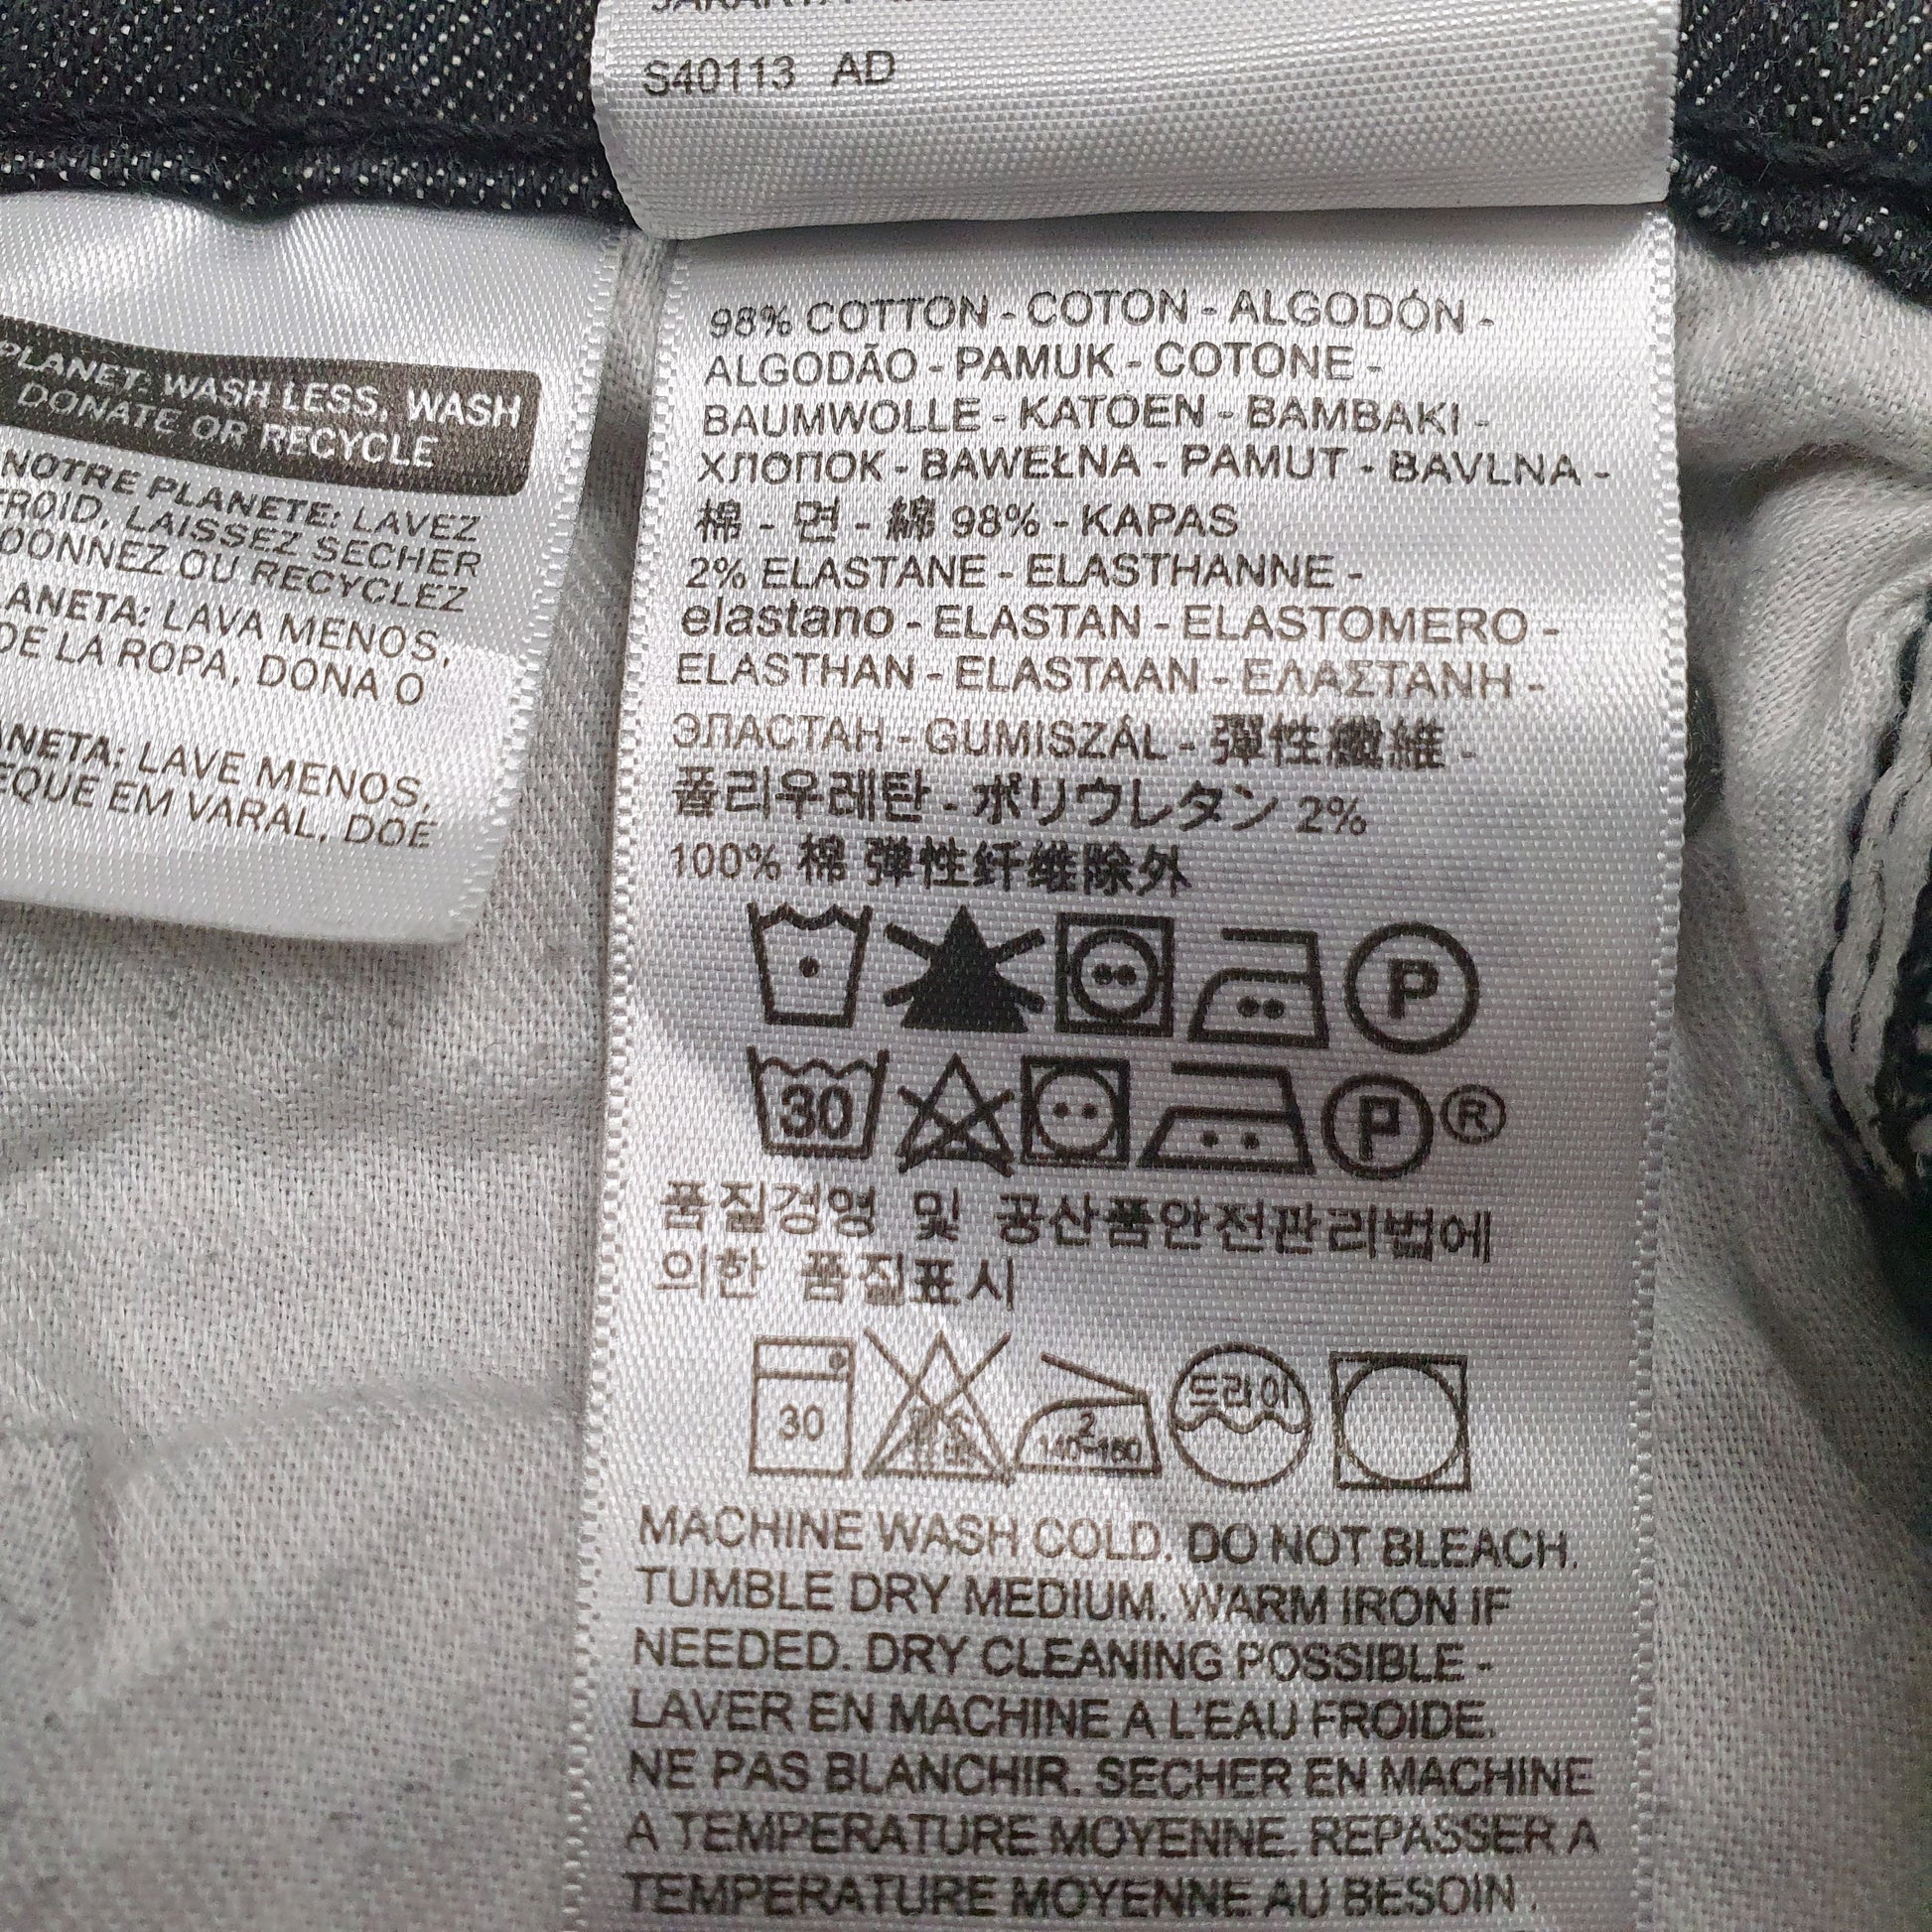 S40113 AD
PLANET: WASH LESS, WASH
DONATE OR RECYCLE
NOTRE PLANETE: LAVEZ
FROID, LAISSEZ SECHER
DONNEZ OU RECYCLEZ
LAVA MENOS,
DE LA ROPA, DONA O
LAVE MENOS,
EM VARAL, DOE
98% COTTON - COTON - ALGODÓN -
ALGODÃO - PAMUK - COTONE -
BAUMWOLLE - KATOEN - BAMBAKI -
ХЛОПОК - BAWEŁNA - PAMUT - BAVLNA -
棉 - 면 - 綿 98% - KAPAS
2% ELASTANE - ELASTHANNE -
elastano - ELASTAN - ELASTOMERO -
ELASTHAN - ELASTAAN - ΕΛΑΣΤΑΝΗ -
ЭЛАСТАН - GUMISZÁL - 彈性纖維 -
폴리우레탄 - ポリウレタン 2%
100% 棉 弹性纤维除外
P
30 P ®
품질경영 및 공산품안전관리법에
의한 품질표시
30 2 140-160 드라이
MACHINE WASH COLD. DO NOT BLEACH.
TUMBLE DRY MEDIUM. WARM IRON IF
NEEDED. DRY CLEANING POSSIBLE -
LAVER EN MACHINE A L'EAU FROIDE.
NE PAS BLANCHIR. SECHER EN MACHINE
A TEMPERATURE MOYENNE. REPASSER A
TEMPERATURE MOYENNE AU BESOIN.